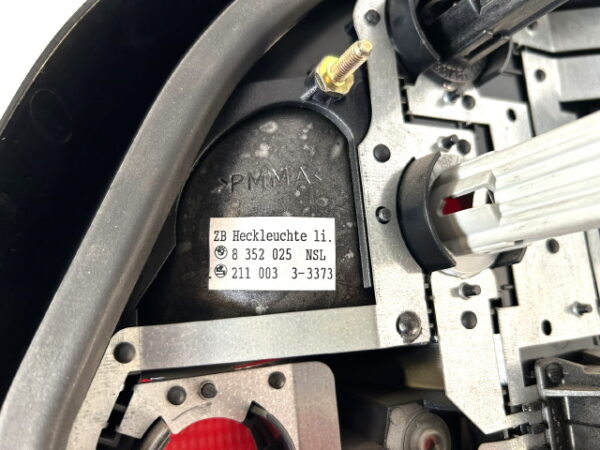 >PMMA<
ZB Heckleuchte li.
8 352 025 NSL
211 003 3-3373